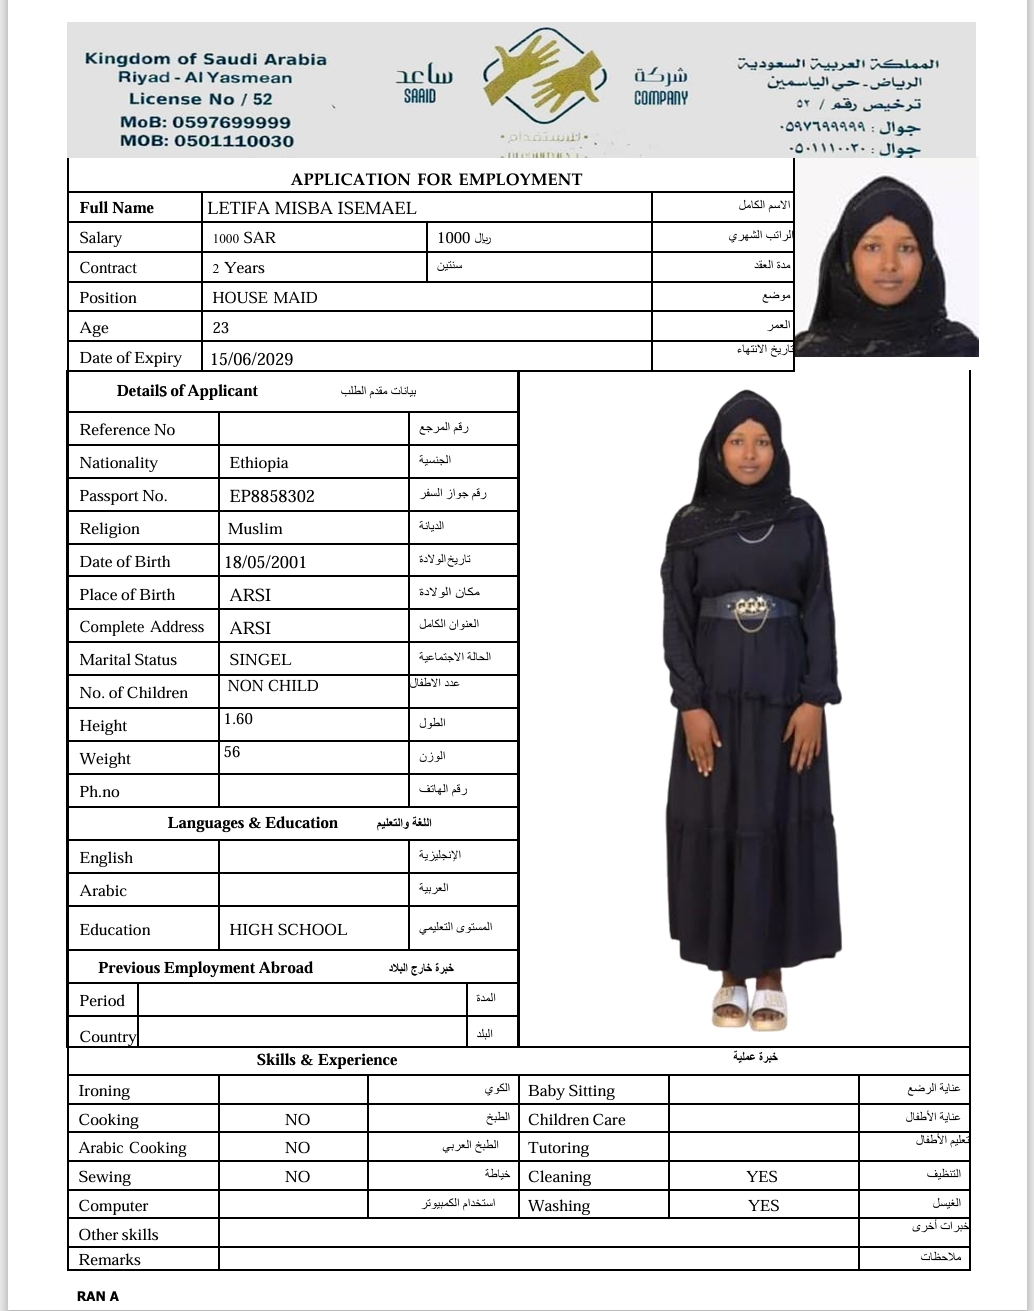 Kingdom of Saudi Arabia
Riyad - Al Yasmean
License No / 52
MoB: 0597699999
MOB: 0501110030
ساعد
SAAID
شركة
COMPANY
للاستقدام
المملكة العربية السعودية
الرياض - حي الياسمين
ترخيص رقم / ٥٢
جوال : ٠٥٩٧٦٩٩٩٩٩
جوال : ٠٥٠١١١٠٠٣٠
APPLICATION FOR EMPLOYMENT
Full Name LETIFA MISBA ISEMAEL الاسم الكامل
Salary 1000 SAR 1000 ريال الراتب الشهري
Contract 2 Years سنتين مدة العقد
Position HOUSE MAID موضع
Age 23 العمر
Date of Expiry 15/06/2029 تاريخ الانتهاء
Details of Applicant بيانات مقدم الطلب
Reference No رقم المرجع
Nationality Ethiopia الجنسية
Passport No. EP8858302 رقم جواز السفر
Religion Muslim الديانة
Date of Birth 18/05/2001 تاريخ الولادة
Place of Birth ARSI مكان الولادة
Complete Address ARSI العنوان الكامل
Marital Status SINGEL الحالة الاجتماعية
No. of Children NON CHILD عدد الاطفال
Height 1.60 الطول
Weight 56 الوزن
Ph.no رقم الهاتف
Languages & Education اللغة والتعليم
English الإنجليزية
Arabic العربية
Education HIGH SCHOOL المستوى التعليمي
Previous Employment Abroad خبرة خارج البلاد
Period المدة
Country البلد
Skills & Experience خبرة عملية
Ironing الكوي Baby Sitting عناية الرضع
Cooking NO الطبخ Children Care عناية الأطفال
Arabic Cooking NO الطبخ العربي Tutoring تعليم الأطفال
Sewing NO خياطة Cleaning YES التنظيف
Computer استخدام الكمبيوتر Washing YES الغيسل
Other skills خبرات أخرى
Remarks ملاحظات
RAN A